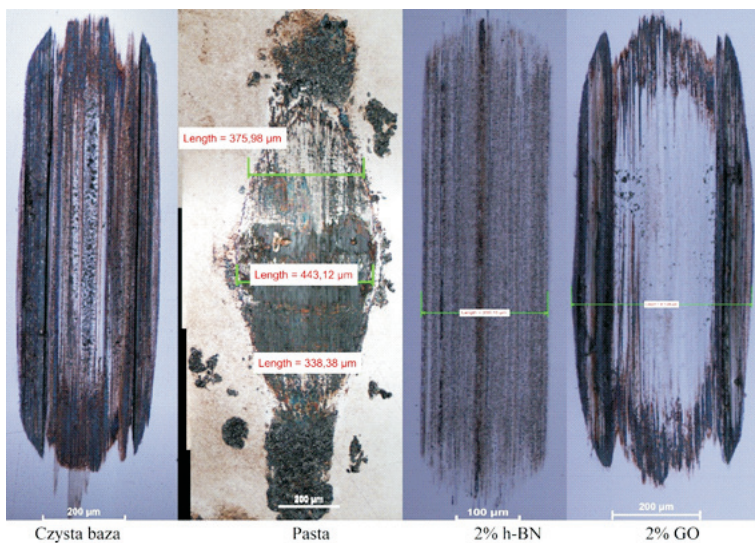 Length = 375,98 µm
Length = 443,12 µm
Length = 338,38 µm
200 µm
200 µm
100 µm
200 µm
Czysta baza
Pasta
2% h-BN
2% GO